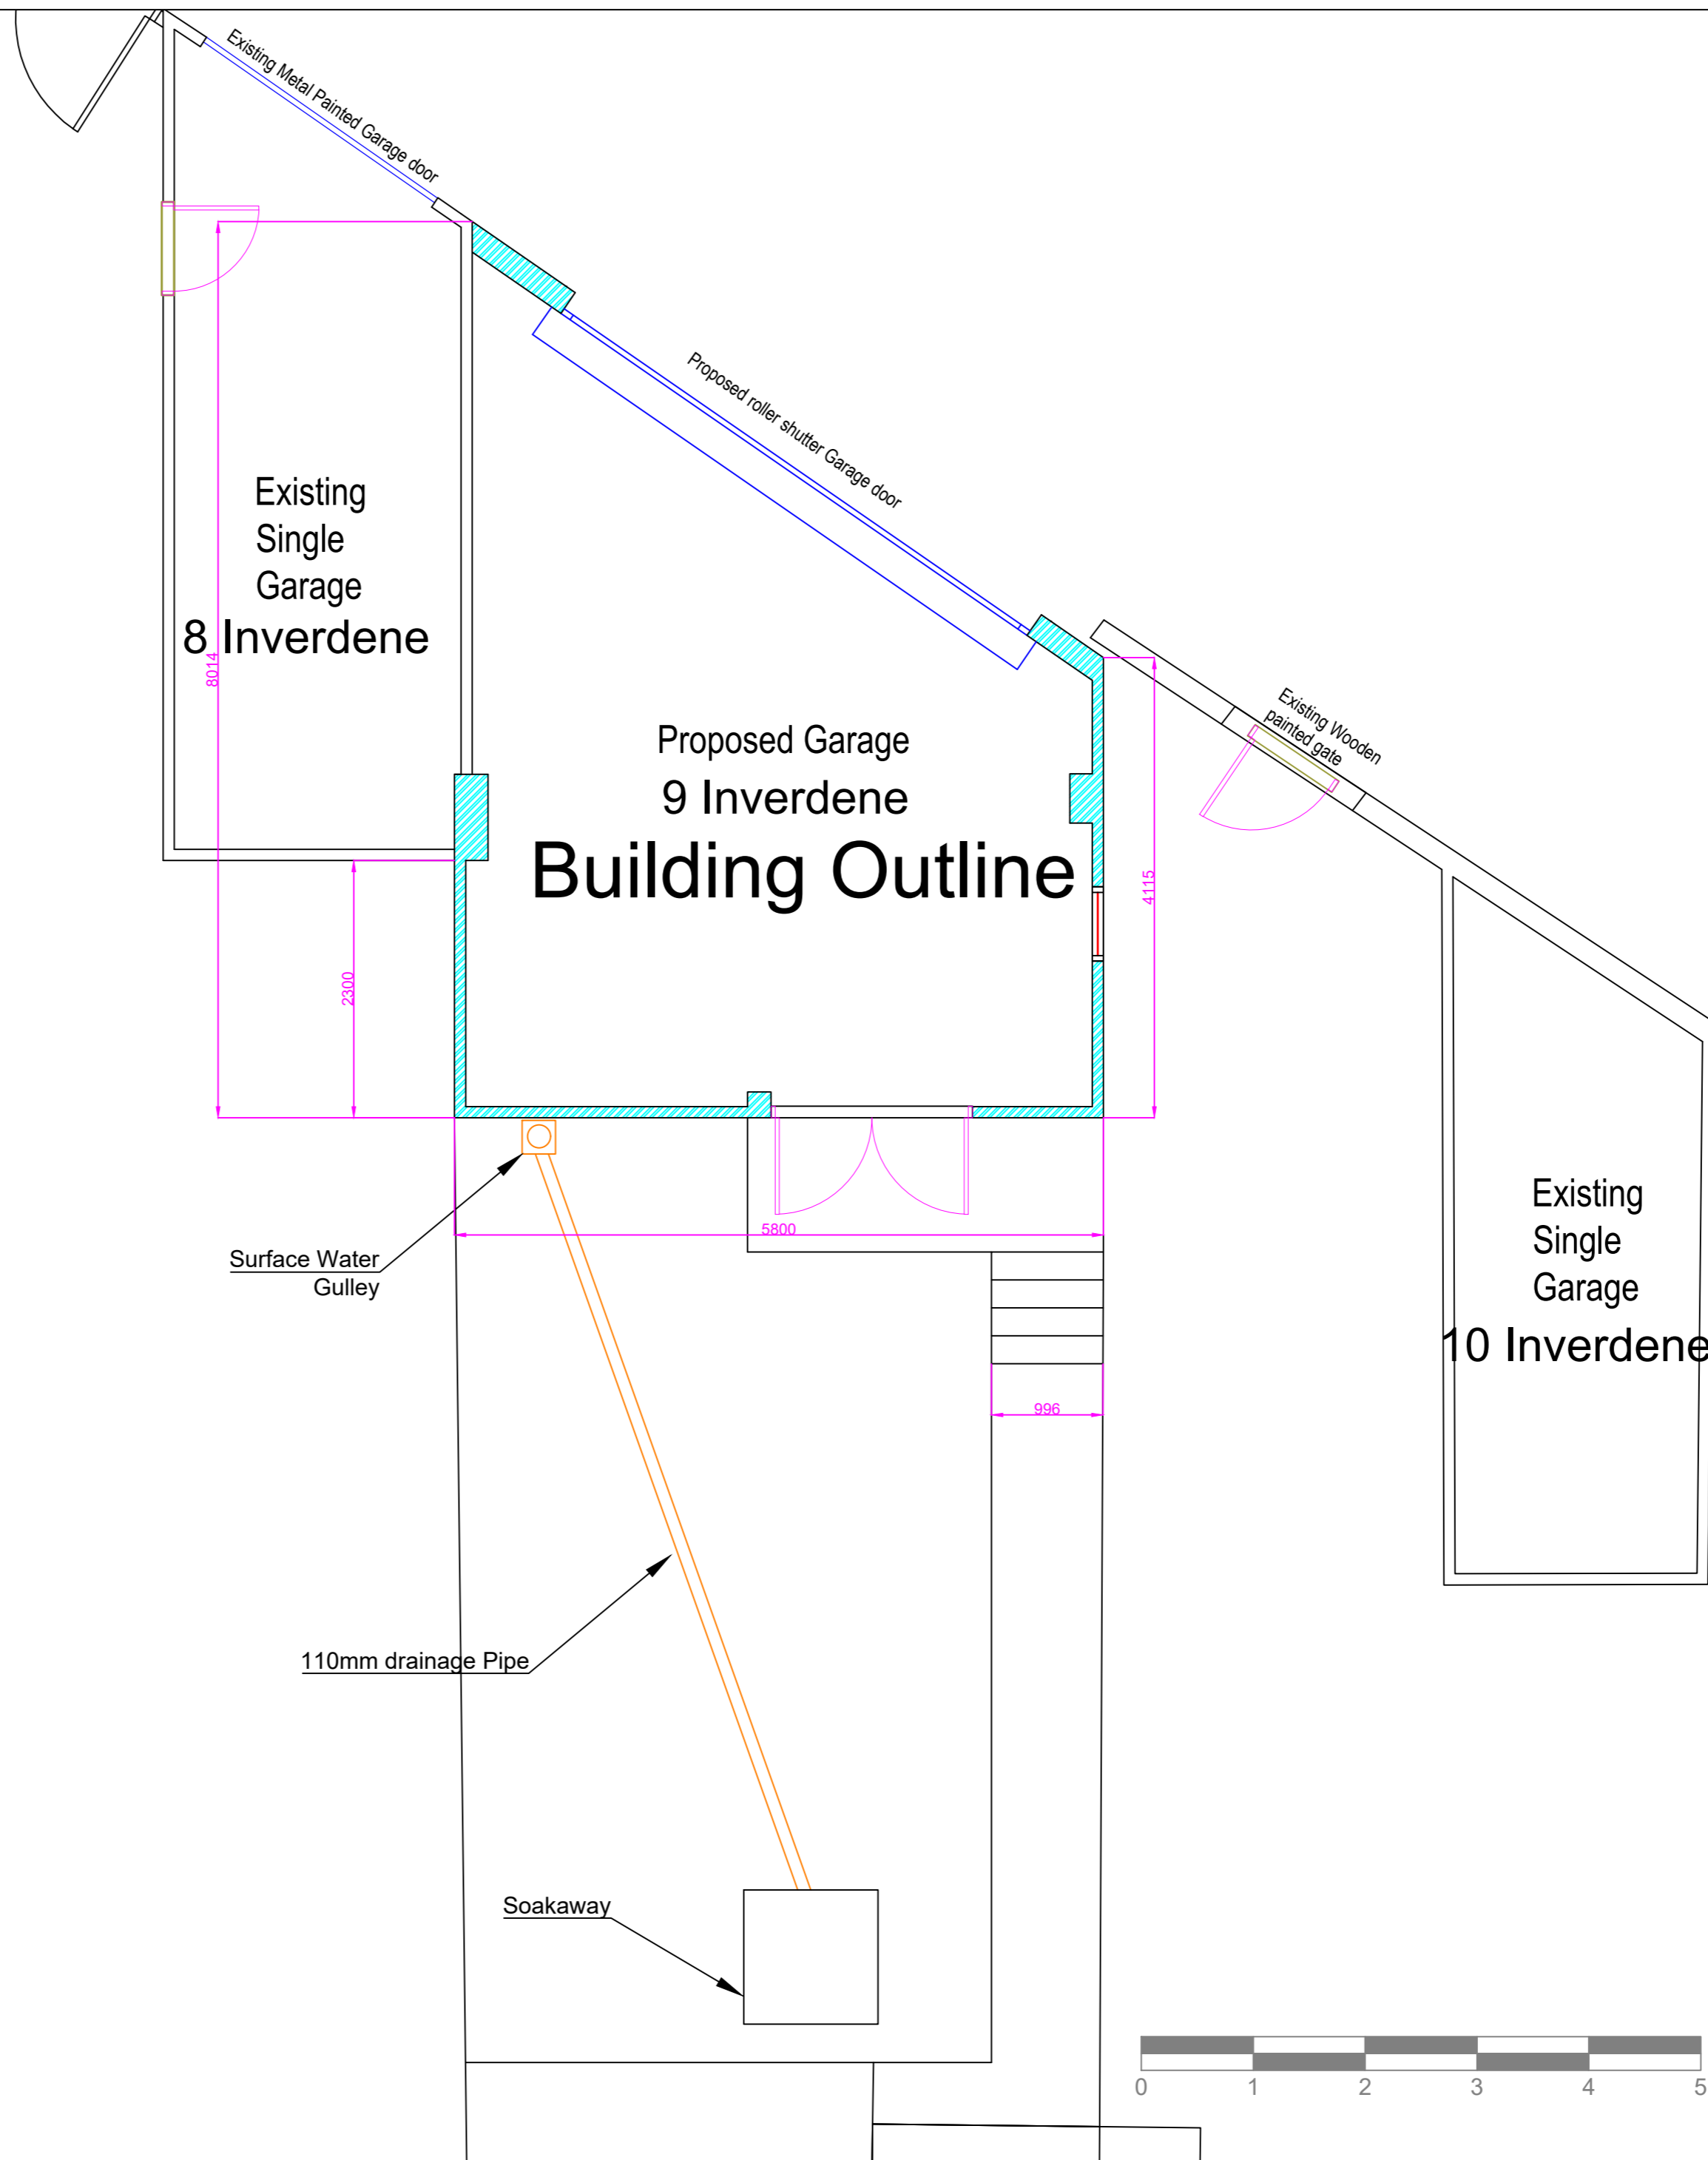 Existing Metal Painted Garage door
Proposed roller shutter Garage door
Existing
Single
Garage
8 Inverdene
8014
Existing Wooden
painted gate
Proposed Garage
9 Inverdene
Building Outline
4115
2300
5800
Surface Water
Gulley
Existing
Single
Garage
10 Inverdene
996
110mm drainage Pipe
Soakaway
0 1 2 3 4 5